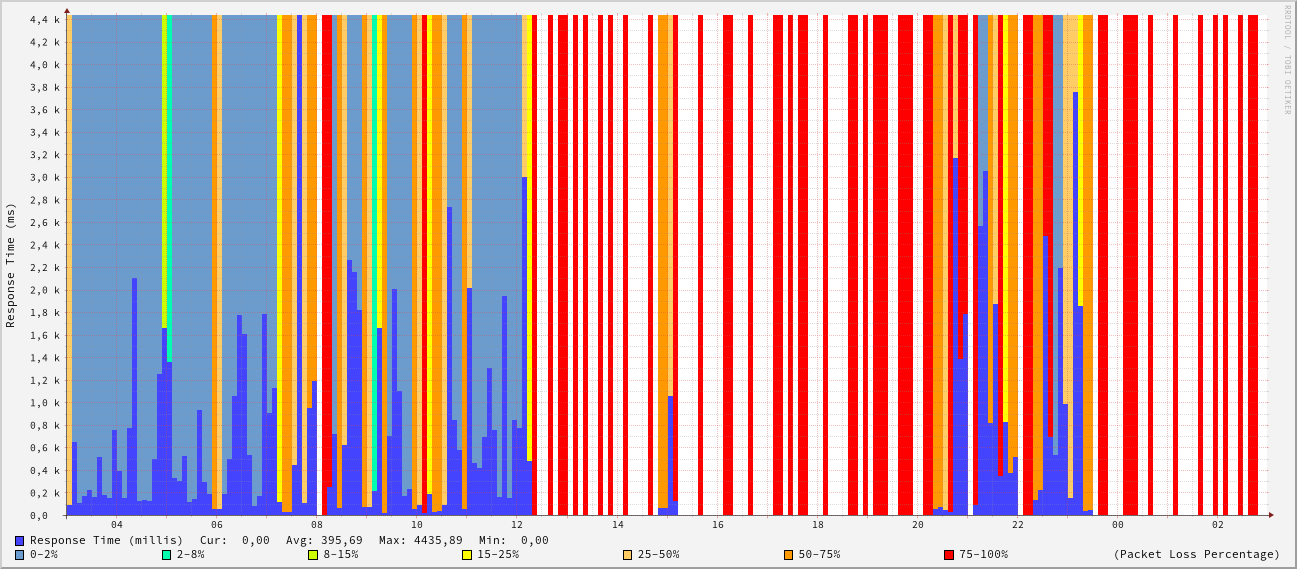 4,4 k
4,2 k
4,0 k
3,8 k
3,6 k
3,4 k
3,2 k
3,0 k
2,8 k
2,6 k
2,4 k
2,2 k
2,0 k
1,8 k
1,6 k
1,4 k
1,2 k
1,0 k
0,8 k
0,6 k
0,4 k
0,2 k
0,0
Response Time (ms)
04 06 08 10 12 14 16 18 20 22 00 02
RRDTOOL / TOBI OETIKER
Response Time (millis) Cur: 0,00 Avg: 395,69 Max: 4435,89 Min: 0,00
0-2% 2-8% 8-15% 15-25% 25-50% 50-75% 75-100% (Packet Loss Percentage)